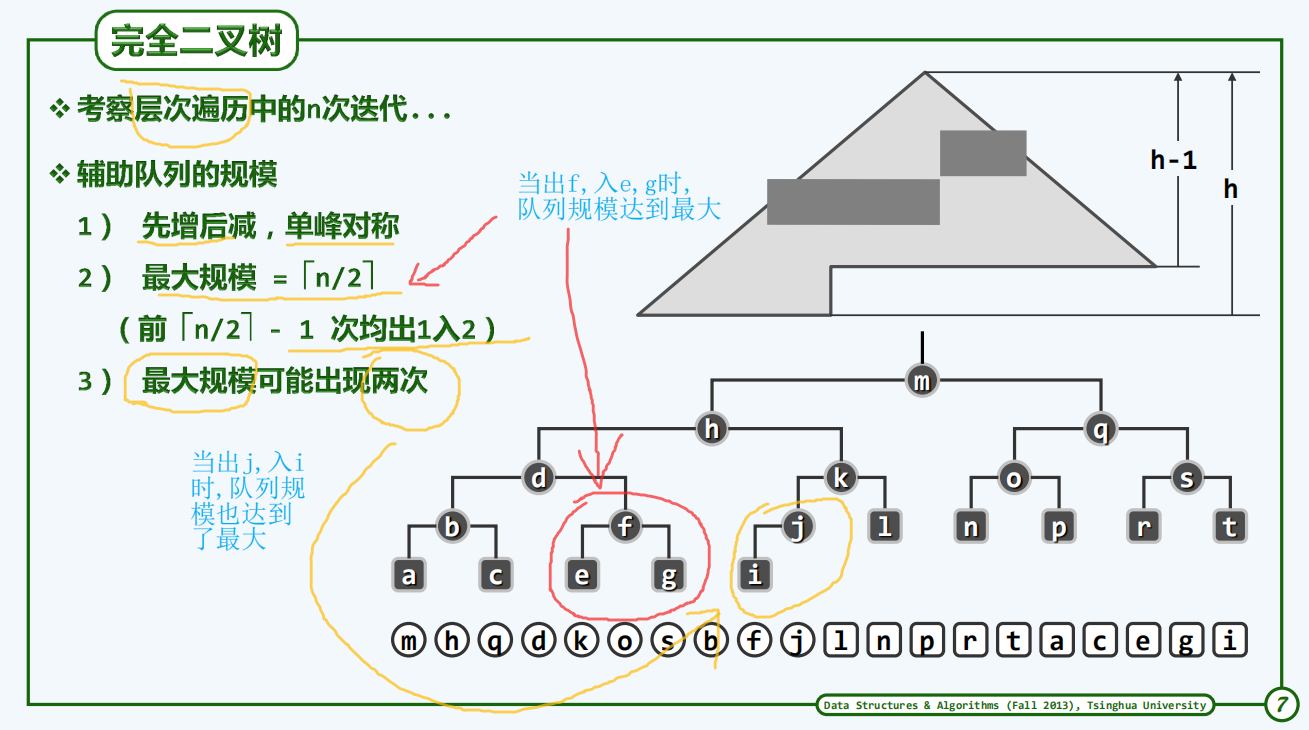 完全二叉树
考察层次遍历中的n次迭代...
辅助队列的规模
1) 先增后减，单峰对称
2) 最大规模 =⌈n/2⌉
(前⌈n/2⌉- 1 次均出1入2)
3) 最大规模可能出现两次
当出f,入e,g时,
队列规模达到最大
当出j,入i
时,队列规
模也达到
了最大
h-1
h
m
h q
d k o s
b f j l n p r t
a c e g i
m h q d k o s b f j l n p r t a c e g i
Data Structures & Algorithms (Fall 2013), Tsinghua University
7